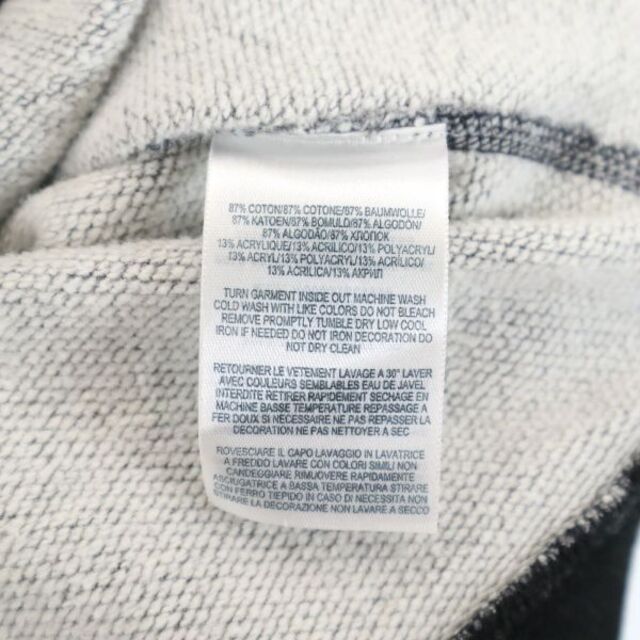 87% COTON/87% COTONE/87% BAUMWOLLE/
87% KATOEN/87% BOMULD/87% ALGODÓN/
87% ALGODÃO/87% ХЛОПОК
13% ACRYLIQUE/13% ACRILICO/13% POLYACRYL/
13% ACRYL/13% POLYACRYL/13% ACRÍLICO/
13% ACRÍLICA/13% АКРИЛ
TURN GARMENT INSIDE OUT MACHINE WASH
COLD WASH WITH LIKE COLORS DO NOT BLEACH
REMOVE PROMPTLY TUMBLE DRY LOW COOL
IRON IF NEEDED DO NOT IRON DECORATION DO
NOT DRY CLEAN
RETOURNER LE VETEMENT LAVAGE A 30° LAVER
AVEC COULEURS SEMBLABLES EAU DE JAVEL
INTERDITE RETIRER RAPIDEMENT SECHAGE EN
MACHINE BASSE TEMPERATURE REPASSAGE A
FER DOUX SI NECESSAIRE NE PAS REPASSER LA
DECORATION NE PAS NETTOYER A SEC
ROVESCIARE IL CAPO LAVAGGIO IN LAVATRICE
A FREDDO LAVARE CON COLORI SIMILI NON
CANDEGGIARE RIMUOVERE RAPIDAMENTE
ASCIUGATRICE A BASSA TEMPERATURA STIRARE
CON FERRO TIEPIDO IN CASO DI NECESSITA NON
STIRARE LA DECORAZIONE NON LAVARE A SECCO